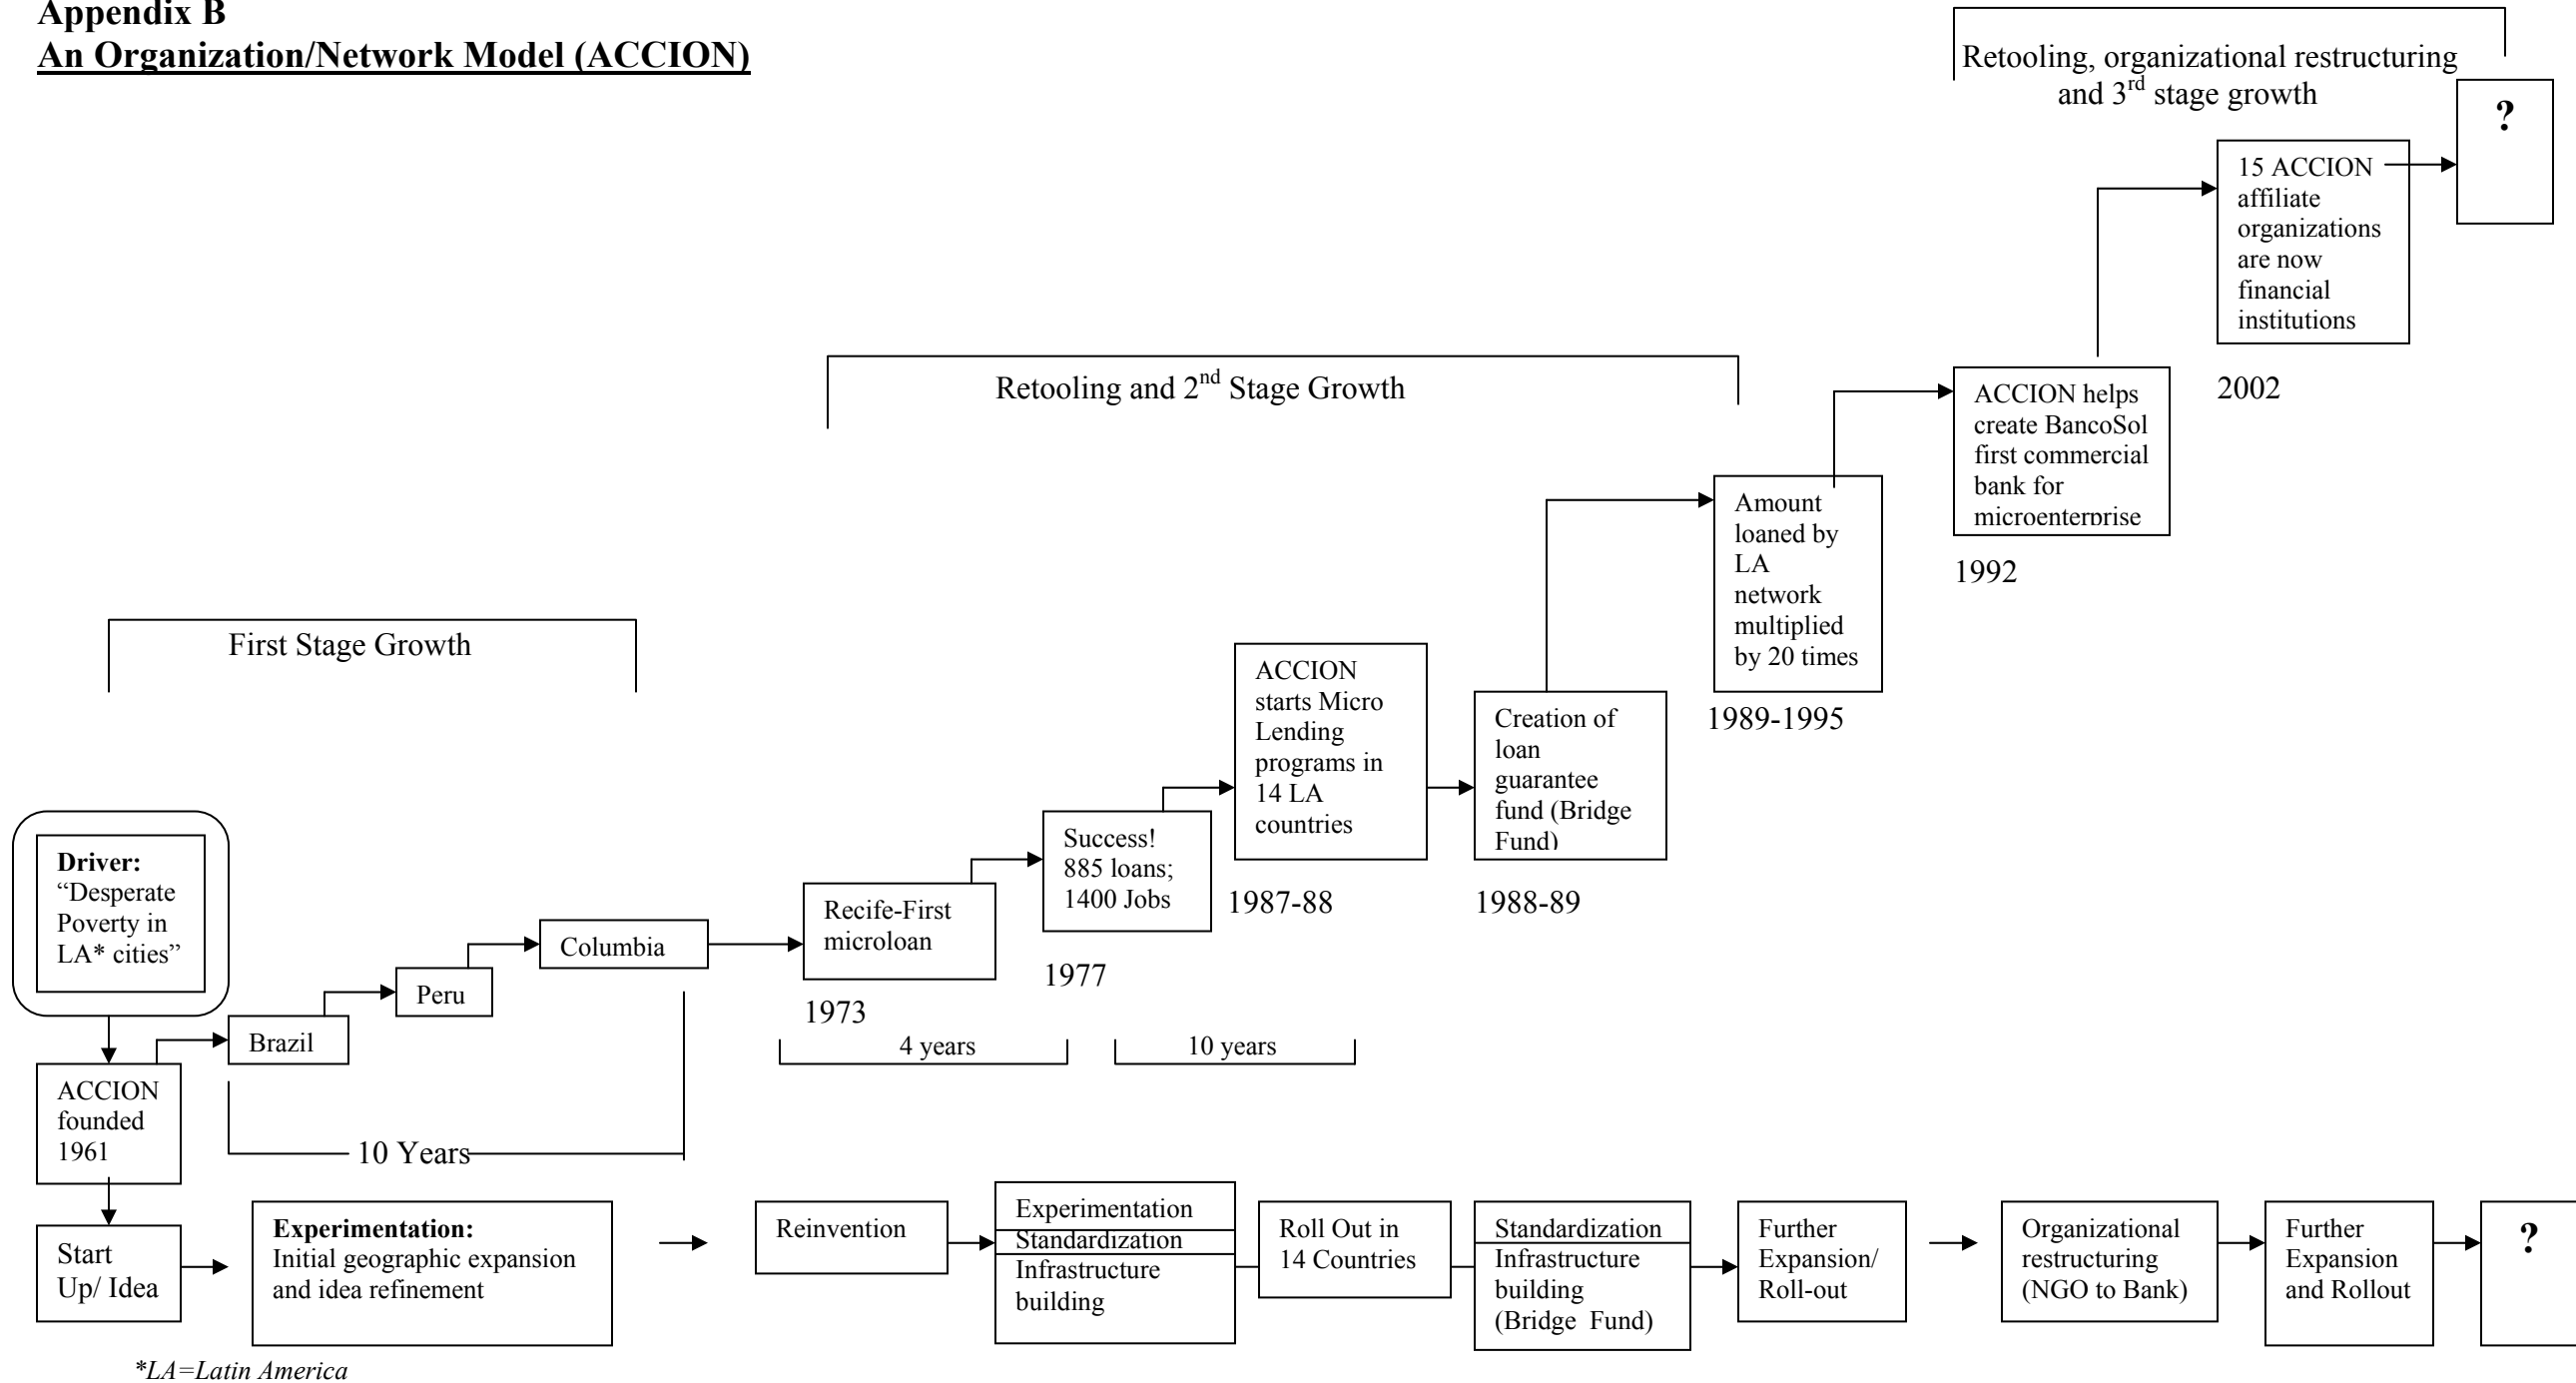 Appendix B
An Organization/Network Model (ACCION)
Retooling, organizational restructuring
and 3rd stage growth
?
15 ACCION
affiliate
organizations
are now
financial
institutions
2002
Retooling and 2nd Stage Growth
ACCION helps
create BancoSol
first commercial
bank for
microenterprise
1992
Amount
loaned by
LA
network
multiplied
by 20 times
1989-1995
First Stage Growth
ACCION
starts Micro
Lending
programs in
14 LA
countries
1987-88
Creation of
loan
guarantee
fund (Bridge
Fund)
1988-89
Driver:
“Desperate
Poverty in
LA* cities”
Success!
885 loans;
1400 Jobs
1977
Recife-First
microloan
1973
Columbia
Peru
Brazil
4 years
10 years
ACCION
founded
1961
10 Years
Start
Up/ Idea
Experimentation:
Initial geographic expansion
and idea refinement
Reinvention
Experimentation
Standardization
Infrastructure
building
Roll Out in
14 Countries
Standardization
Infrastructure
building
(Bridge Fund)
Further
Expansion/
Roll-out
Organizational
restructuring
(NGO to Bank)
Further
Expansion
and Rollout
?
*LA=Latin America